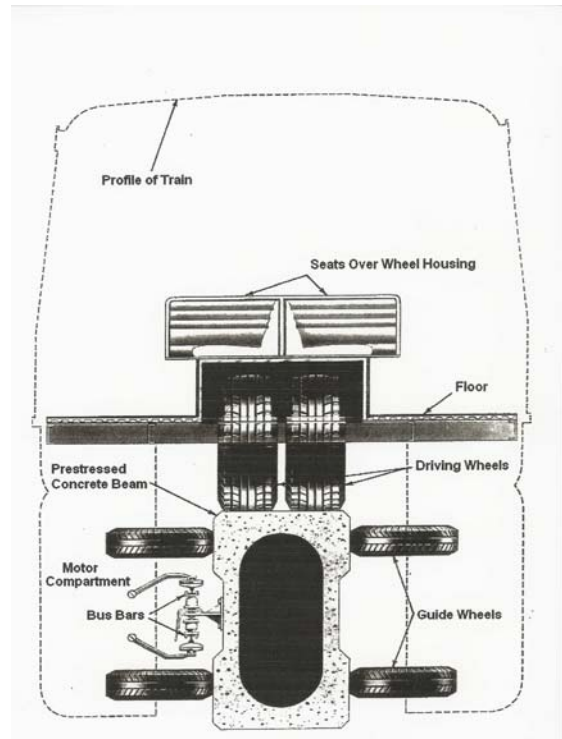 Profile of Train
Seats Over Wheel Housing
Floor
Prestressed
Concrete Beam
Driving Wheels
Motor
Compartment
Bus Bars
Guide Wheels